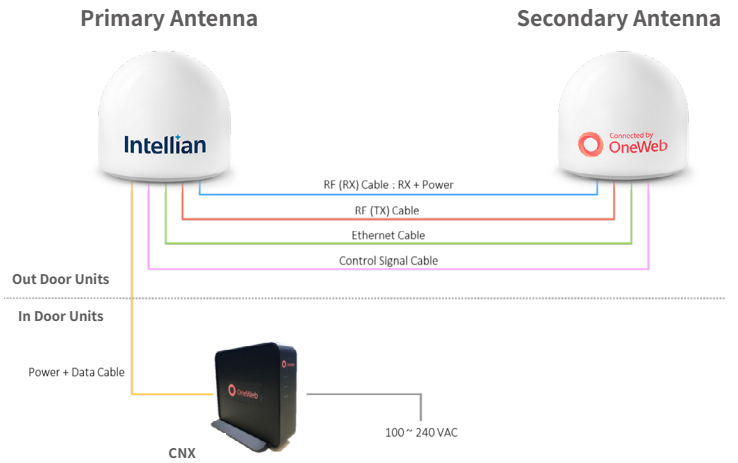 Primary Antenna
Secondary Antenna
Intellian
Connected by
OneWeb
RF (RX) Cable : RX + Power
RF (TX) Cable
Ethernet Cable
Control Signal Cable
Out Door Units
In Door Units
Power + Data Cable
OneWeb
100 ~ 240 VAC
CNX